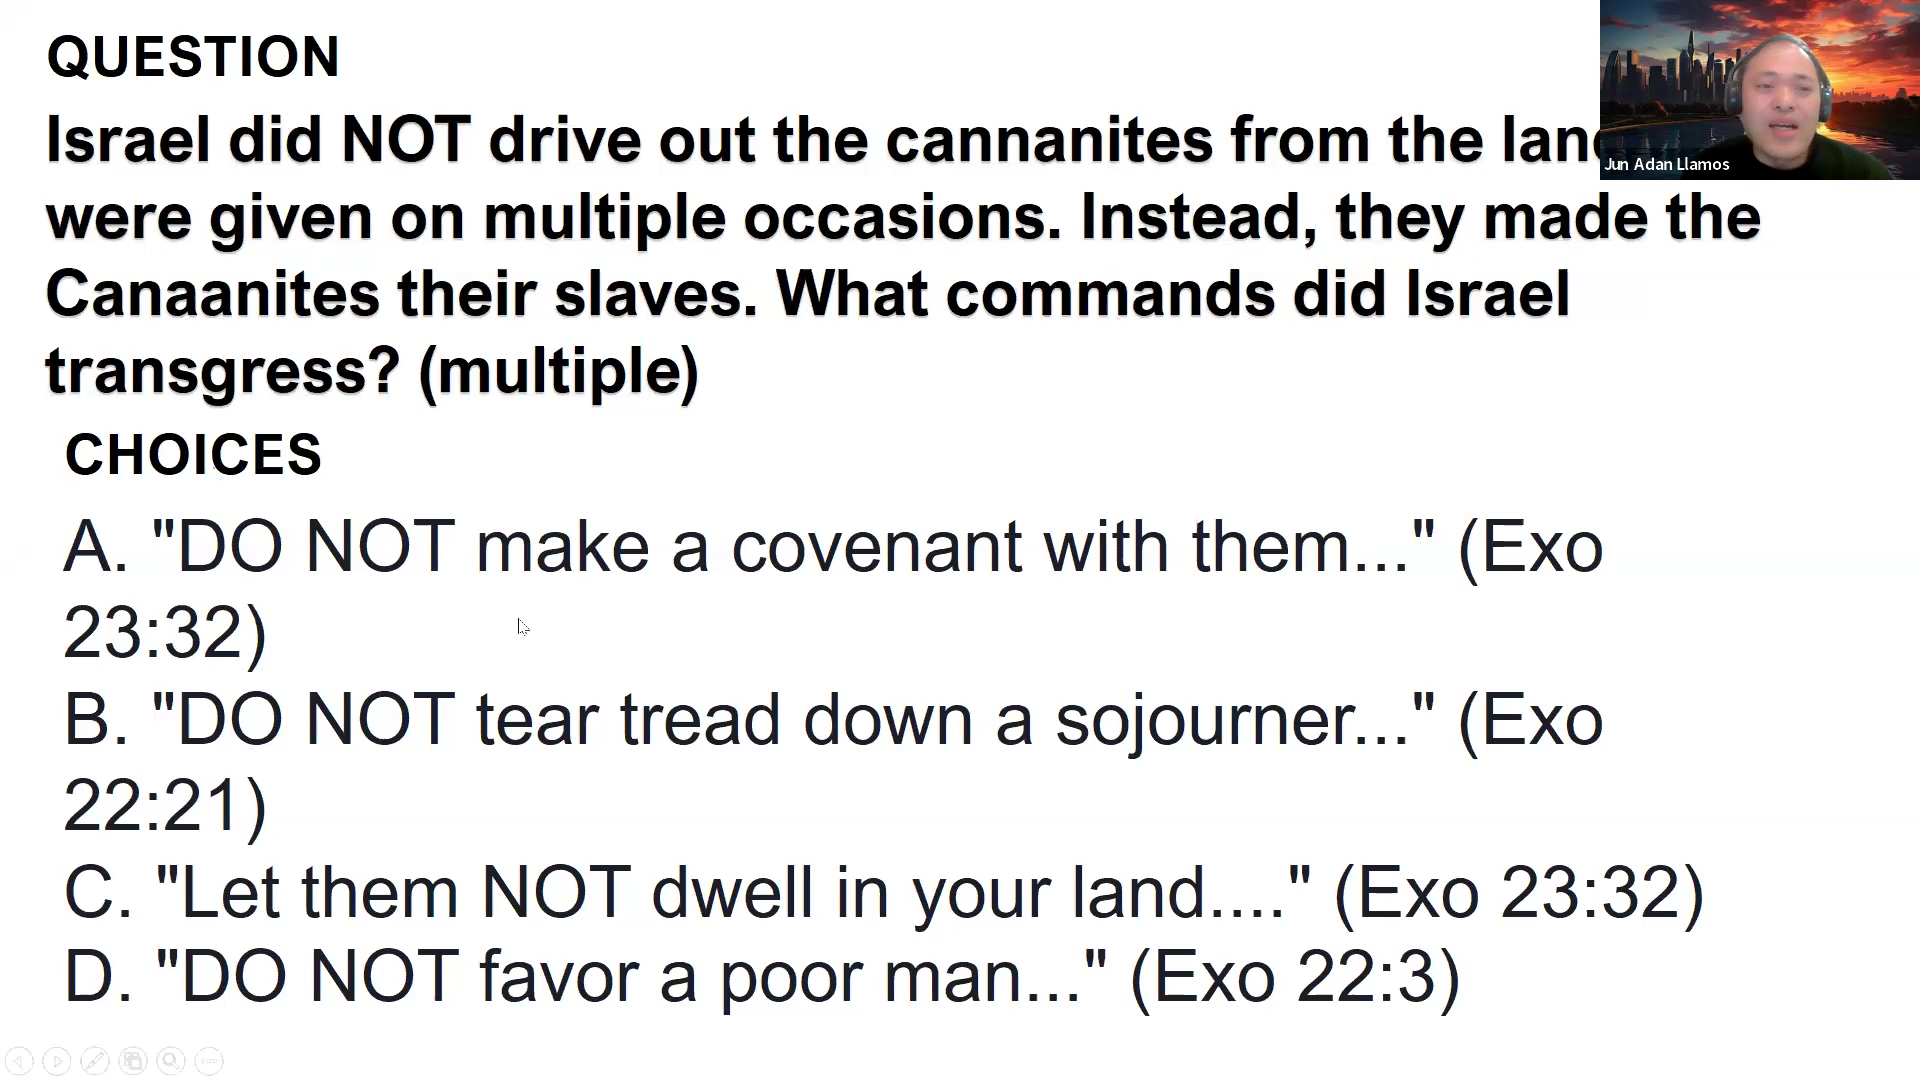 QUESTION
Israel did NOT drive out the cannanites from the
were given on multiple occasions. Instead, they made the
Canaanites their slaves. What commands did Israel
transgress? (multiple)
CHOICES
A. "DO NOT make a covenant with them..." (Exo
23:32)
B. "DO NOT tear tread down a sojourner..." (Exo
22:21)
C. "Let them NOT dwell in your land...." (Exo 23:32)
D. "DO NOT favor a poor man..." (Exo 22:3)
Jun Adan Llamos